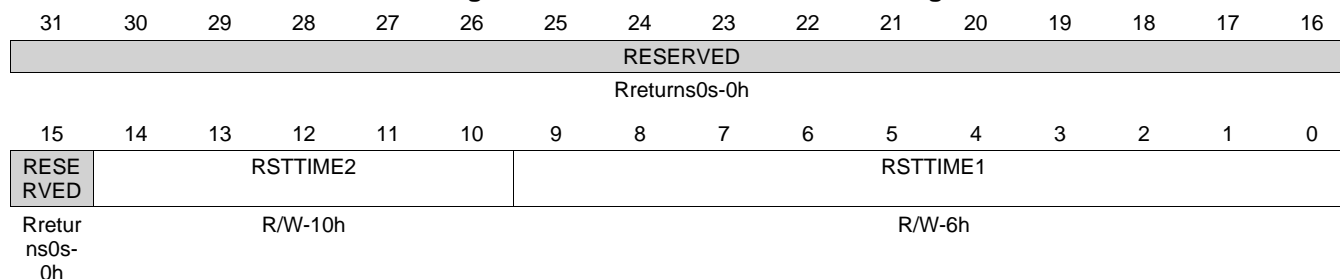 31 30 29 28 27 26 25 24 23 22 21 20 19 18 17 16
RESERVED
Rreturns0s-0h
15 14 13 12 11 10 9 8 7 6 5 4 3 2 1 0
RESE
RVED
RSTTIME2
RSTTIME1
Rretur
ns0s-
0h
R/W-10h
R/W-6h